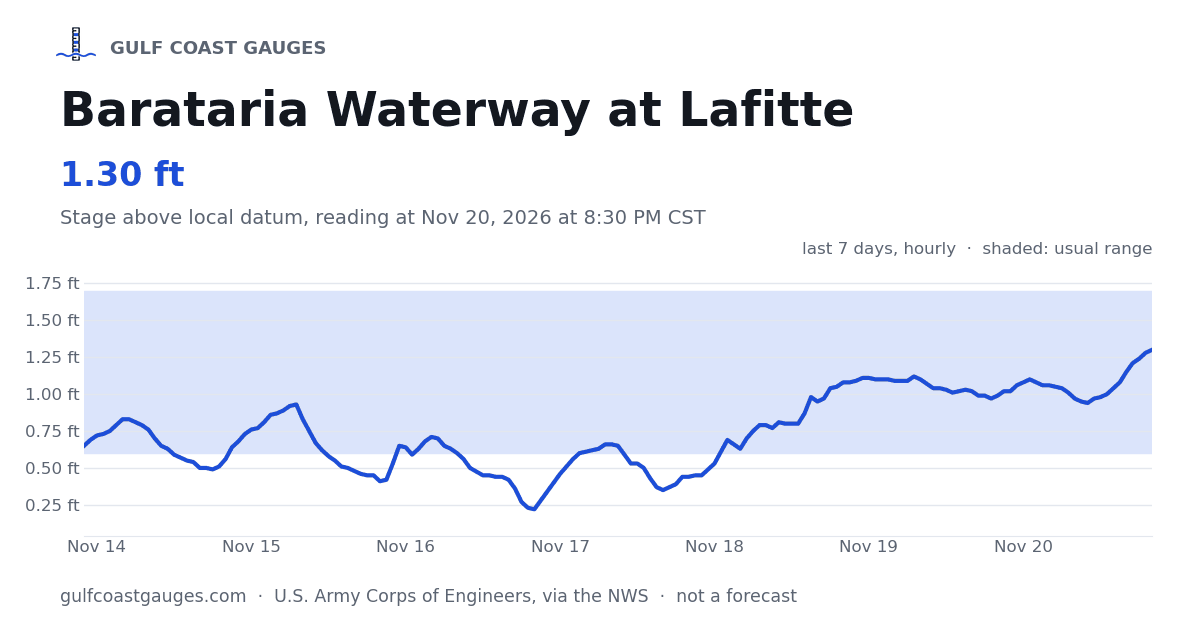 GULF COAST GAUGES
Barataria Waterway at Lafitte
1.30 ft
Stage above local datum, reading at Nov 20, 2026 at 8:30 PM CST
last 7 days, hourly · shaded: usual range
1.75 ft
1.50 ft
1.25 ft
1.00 ft
0.75 ft
0.50 ft
0.25 ft
Nov 14 Nov 15 Nov 16 Nov 17 Nov 18 Nov 19 Nov 20
gulfcoastgauges.com · U.S. Army Corps of Engineers, via the NWS · not a forecast